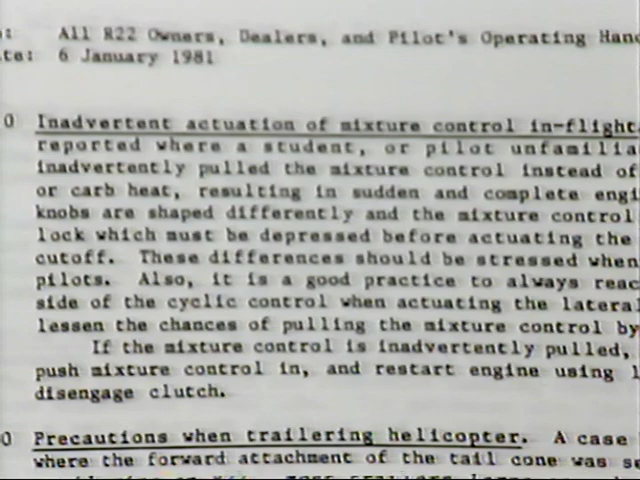 : All R22 Owners, Dealers, and Pilot's Operating Hand
te: 6 January 1981
0 Inadvertent actuation of mixture control in-flight.
reported where a student, or pilot unfamilia
inadvertently pulled the mixture control instead of
or carb heat, resulting in sudden and complete engi
knobs are shaped differently and the mixture control
lock which must be depressed before actuating the
cutoff. These differences should be stressed when
pilots. Also, it is a good practice to always reac
side of the cyclic control when actuating the lateral
lessen the chances of pulling the mixture control by
If the mixture control is inadvertently pulled,
push mixture control in, and restart engine using
disengage clutch.
0 Precautions when trailering helicopter. A case
where the forward attachment of the tail cone was se